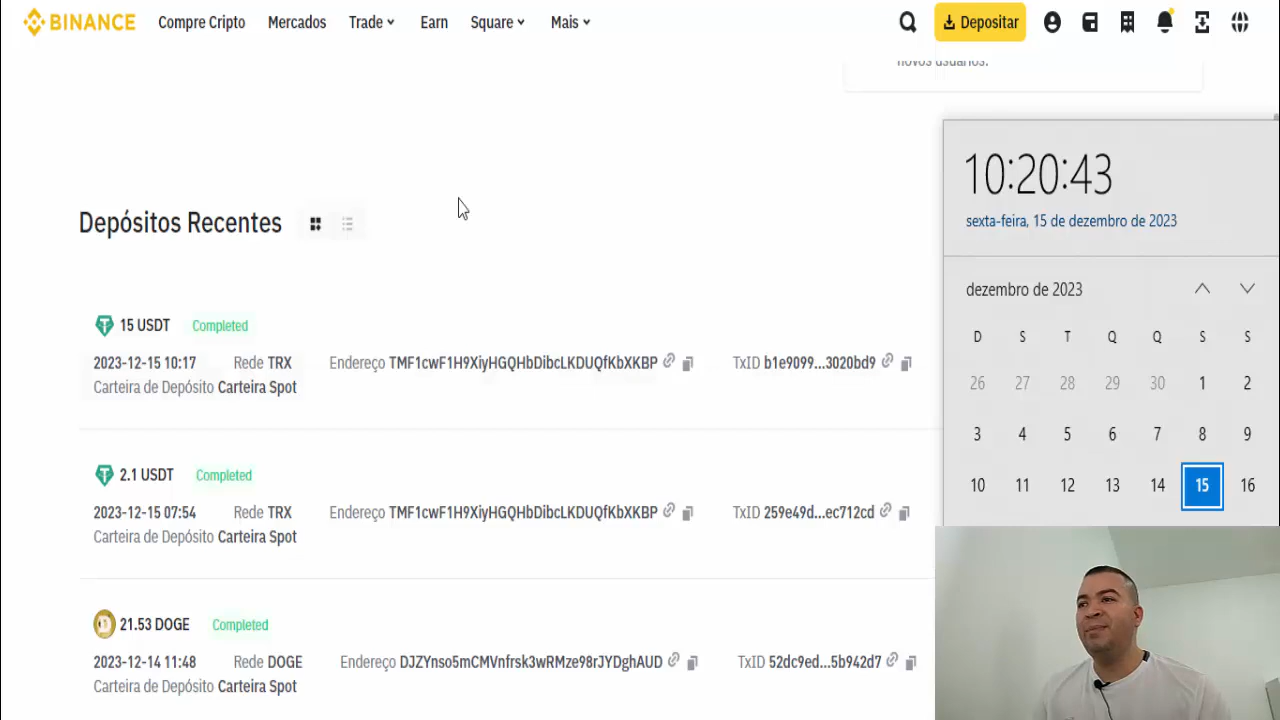 BINANCE Compre Cripto Mercados Trade Earn Square Mais Depositar
novos usuários.
Depósitos Recentes
15 USDT Completed
2023-12-15 10:17 Rede TRX Endereço TMF1cwF1H9XiyHGQHbDibcLKDUQfKbXKBP TxID b1e9099...3020bd9
Carteira de Depósito Carteira Spot
2.1 USDT Completed
2023-12-15 07:54 Rede TRX Endereço TMF1cwF1H9XiyHGQHbDibcLKDUQfKbXKBP TxID 259e49d...ec712cd
Carteira de Depósito Carteira Spot
21.53 DOGE Completed
2023-12-14 11:48 Rede DOGE Endereço DJZYnso5mCMVnfrsk3wRMze98rJYDghAUD TxID 52dc9ed...5b942d7
Carteira de Depósito Carteira Spot
10:20:43
sexta-feira, 15 de dezembro de 2023
dezembro de 2023
D S T Q Q S S
26 27 28 29 30 1 2
3 4 5 6 7 8 9
10 11 12 13 14 15 16